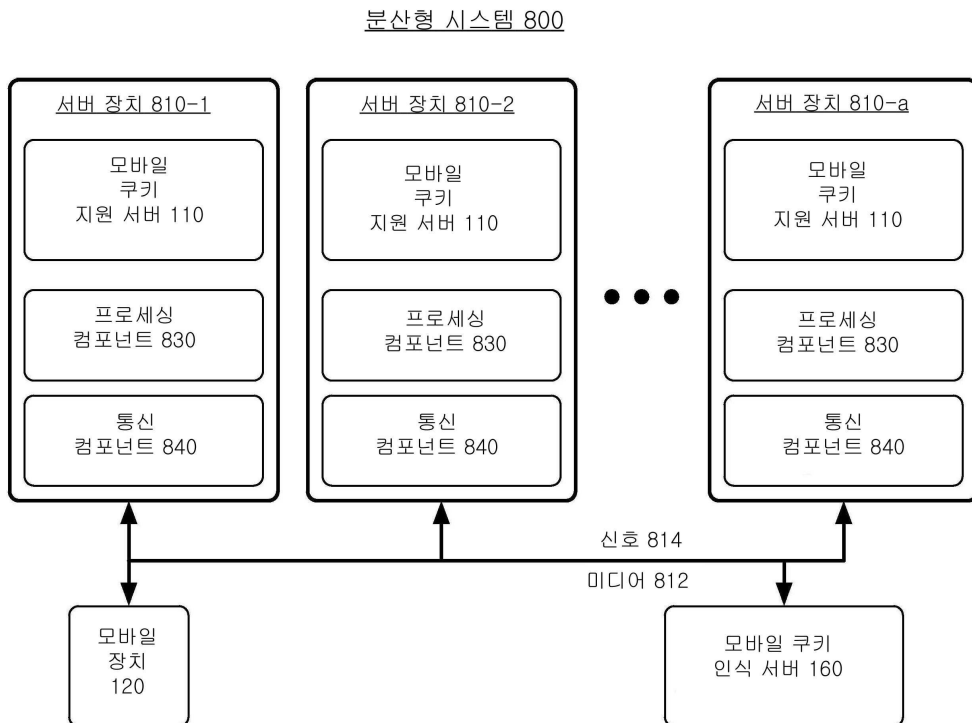 분산형 시스템 800
서버 장치 810-1
모바일
쿠키
지원 서버 110
프로세싱
컴포넌트 830
통신
컴포넌트 840
서버 장치 810-2
모바일
쿠키
지원 서버 110
프로세싱
컴포넌트 830
통신
컴포넌트 840
서버 장치 810-a
모바일
쿠키
지원 서버 110
프로세싱
컴포넌트 830
통신
컴포넌트 840
신호 814
미디어 812
모바일
장치
120
모바일 쿠키
인식 서버 160